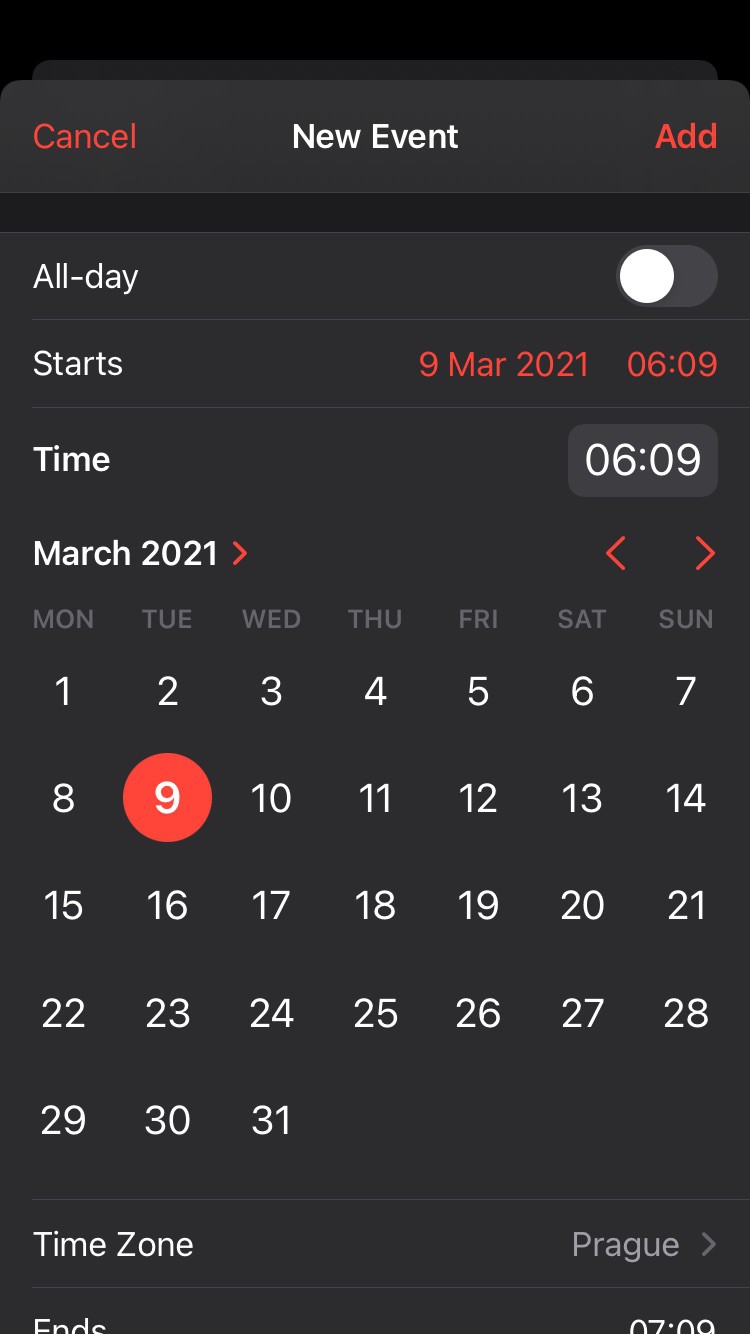 Cancel New Event Add
All-day
Starts 9 Mar 2021 06:09
Time 06:09
March 2021
MON TUE WED THU FRI SAT SUN
1 2 3 4 5 6 7
8 9 10 11 12 13 14
15 16 17 18 19 20 21
22 23 24 25 26 27 28
29 30 31
Time Zone Prague
Ends 07:09